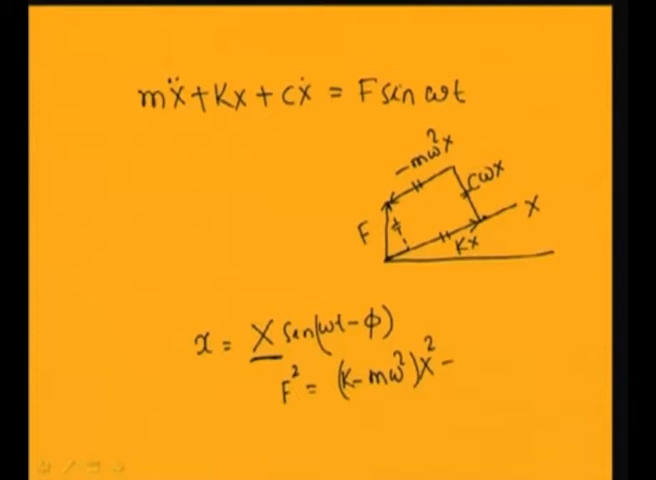 mẍ + Kx + cẋ = F sin ωt
-mω²X
cωX
X
F
KX
x = X sin(ωt - ϕ)
F² = (K - mω²)X² -